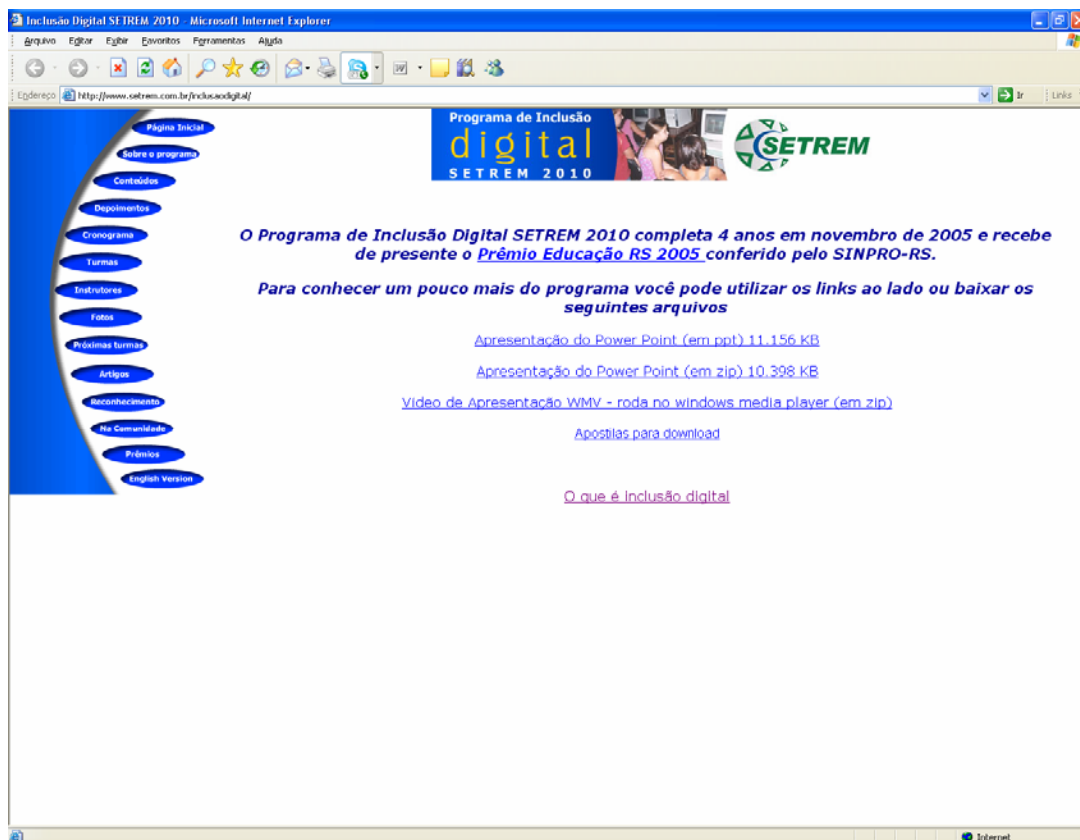 Inclusão Digital SETREM 2010 - Microsoft Internet Explorer
Arquivo Editar Exibir Favoritos Ferramentas Ajuda
Endereço http://www.setrem.com.br/inclusaodigital/ Ir Links
Página Inicial
Sobre o programa
Conteúdos
Depoimentos
Cronograma
Turmas
Instrutores
Fotos
Próximas turmas
Artigos
Reconhecimento
Na Comunidade
Prêmios
English Version
Programa de Inclusão
digital
SETREM 2010
SETREM
O Programa de Inclusão Digital SETREM 2010 completa 4 anos em novembro de 2005 e recebe
de presente o Prêmio Educação RS 2005 conferido pelo SINPRO-RS.
Para conhecer um pouco mais do programa você pode utilizar os links ao lado ou baixar os
seguintes arquivos
Apresentação do Power Point (em ppt) 11.156 KB
Apresentação do Power Point (em zip) 10.398 KB
Video de Apresentação WMV - roda no windows media player (em zip)
Apostilas para download
O que é inclusão digital
Internet